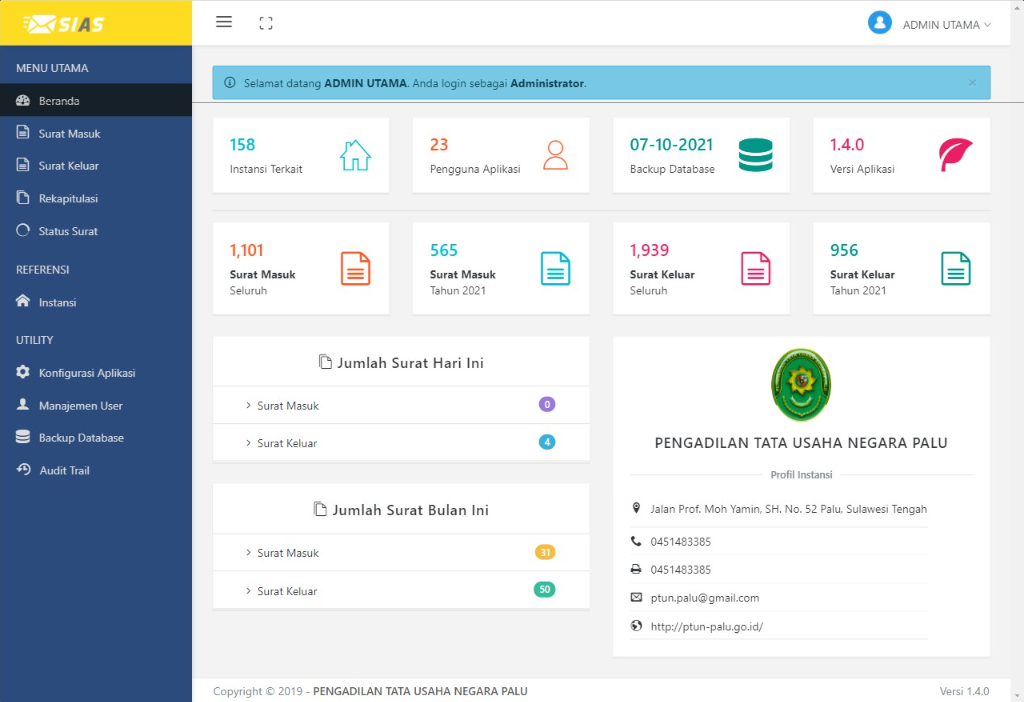 SIAS
ADMIN UTAMA
MENU UTAMA
Beranda
Surat Masuk
Surat Keluar
Rekapitulasi
Status Surat
REFERENSI
Instansi
UTILITY
Konfigurasi Aplikasi
Manajemen User
Backup Database
Audit Trail
Selamat datang ADMIN UTAMA. Anda login sebagai Administrator.
×
158
Instansi Terkait
23
Pengguna Aplikasi
07-10-2021
Backup Database
1.4.0
Versi Aplikasi
1,101
Surat Masuk
Seluruh
565
Surat Masuk
Tahun 2021
1,939
Surat Keluar
Seluruh
956
Surat Keluar
Tahun 2021
Jumlah Surat Hari Ini
Surat Masuk 0
Surat Keluar 4
Jumlah Surat Bulan Ini
Surat Masuk 31
Surat Keluar 50
PENGADILAN TATA USAHA NEGARA PALU
Profil Instansi
Jalan Prof. Moh Yamin, SH. No. 52 Palu, Sulawesi Tengah
0451483385
0451483385
ptun.palu@gmail.com
http://ptun-palu.go.id/
Copyright © 2019 - PENGADILAN TATA USAHA NEGARA PALU
Versi 1.4.0